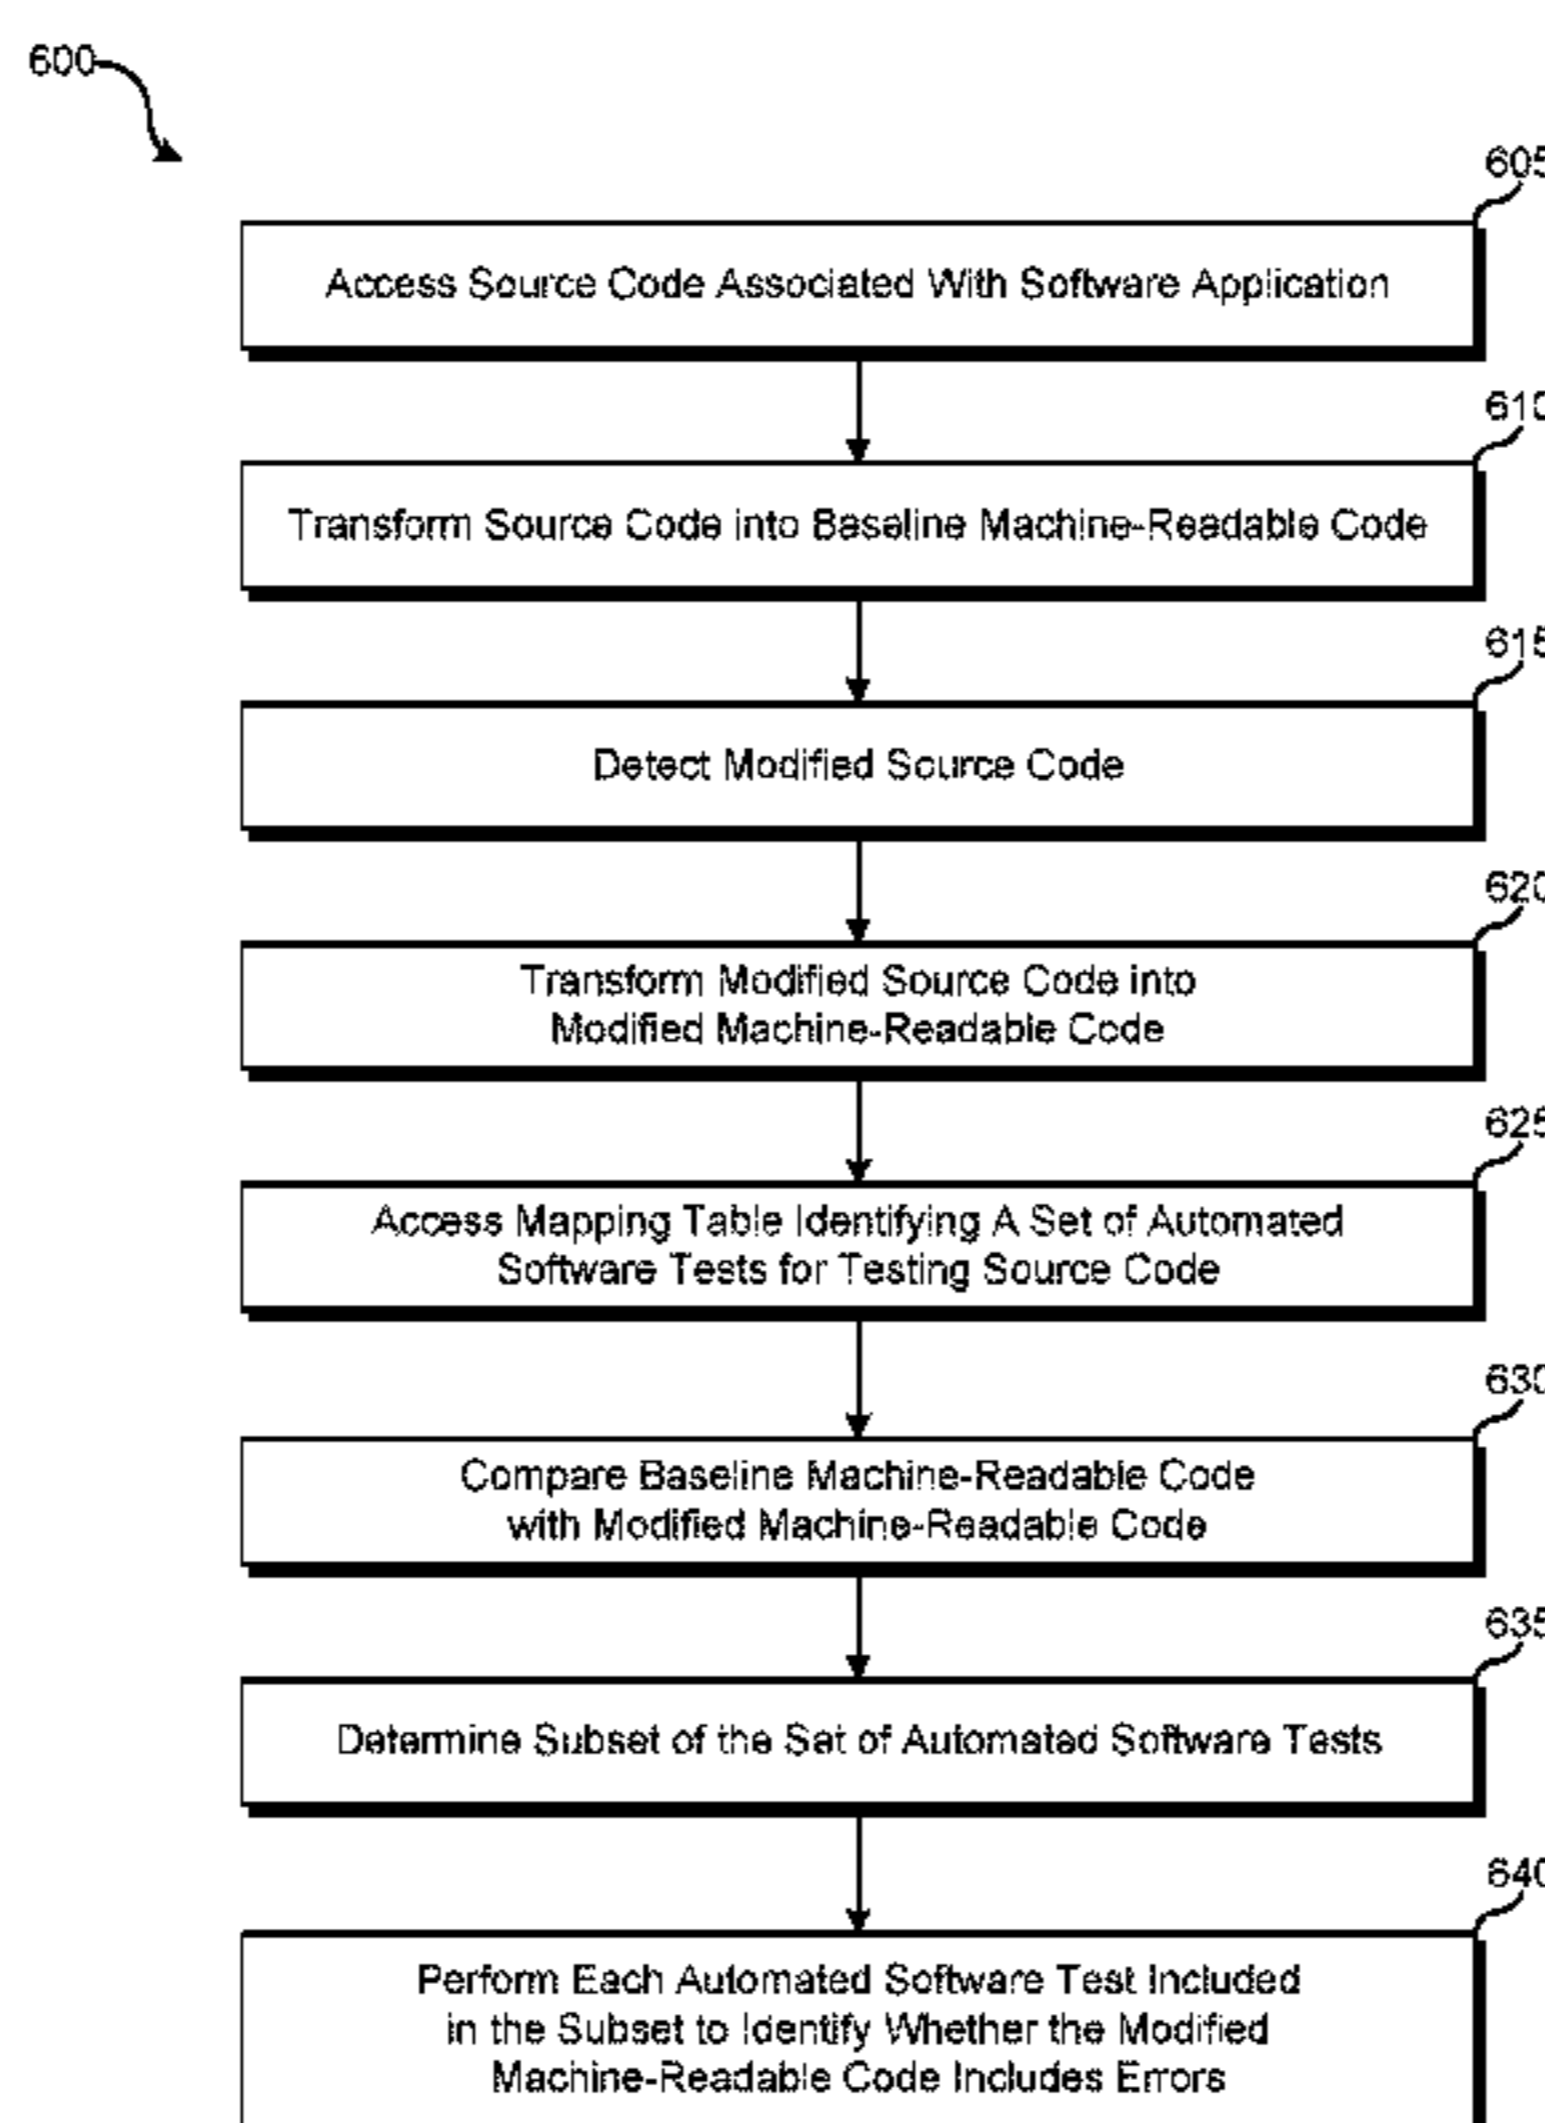 600
605
Access Source Code Associated With Software Application
610
Transform Source Code into Baseline Machine-Readable Code
615
Detect Modified Source Code
620
Transform Modified Source Code into
Modified Machine-Readable Code
625
Access Mapping Table Identifying A Set of Automated
Software Tests for Testing Source Code
630
Compare Baseline Machine-Readable Code
with Modified Machine-Readable Code
635
Determine Subset of the Set of Automated Software Tests
640
Perform Each Automated Software Test Included
in the Subset to Identify Whether the Modified
Machine-Readable Code Includes Errors